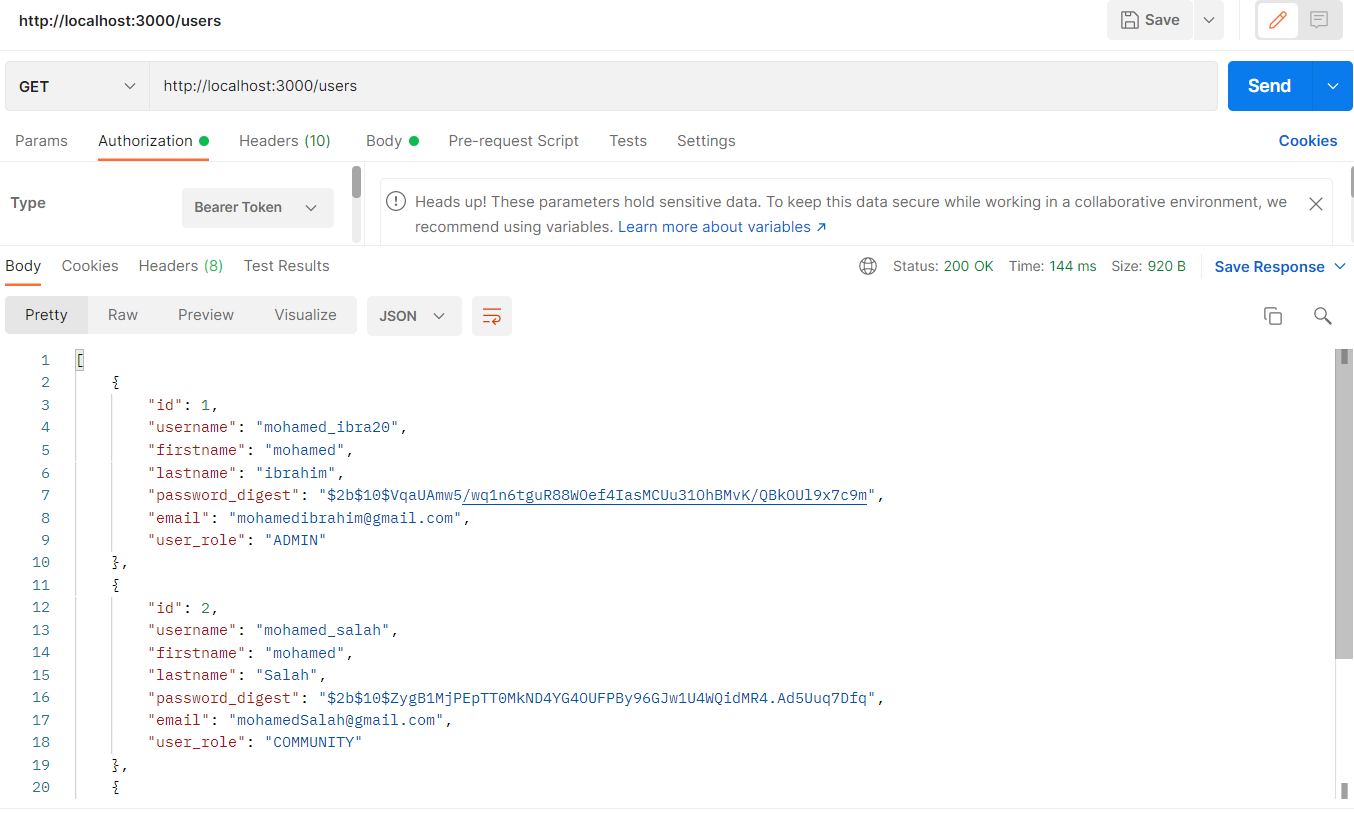 http://localhost:3000/users
Save
GET
http://localhost:3000/users
Send
Params Authorization Headers (10) Body Pre-request Script Tests Settings Cookies
Type
Bearer Token
Heads up! These parameters hold sensitive data. To keep this data secure while working in a collaborative environment, we
recommend using variables. Learn more about variables ↗
Body Cookies Headers (8) Test Results Status: 200 OK Time: 144 ms Size: 920 B Save Response
Pretty Raw Preview Visualize JSON
1 [
2 {
3 "id": 1,
4 "username": "mohamed_ibra20",
5 "firstname": "mohamed",
6 "lastname": "ibrahim",
7 "password_digest": "$2b$10$VqaUAmw5/wq1n6tguR88WOef4IasMCUu31OhBMvK/QBkOUl9x7c9m",
8 "email": "mohamedibrahim@gmail.com",
9 "user_role": "ADMIN"
10 },
11 {
12 "id": 2,
13 "username": "mohamed_salah",
14 "firstname": "mohamed",
15 "lastname": "Salah",
16 "password_digest": "$2b$10$ZygB1MjPEpTT0MkND4YG4OUFPBy96GJw1U4WQidMR4.Ad5Uuq7Dfq",
17 "email": "mohamedSalah@gmail.com",
18 "user_role": "COMMUNITY"
19 },
20 {